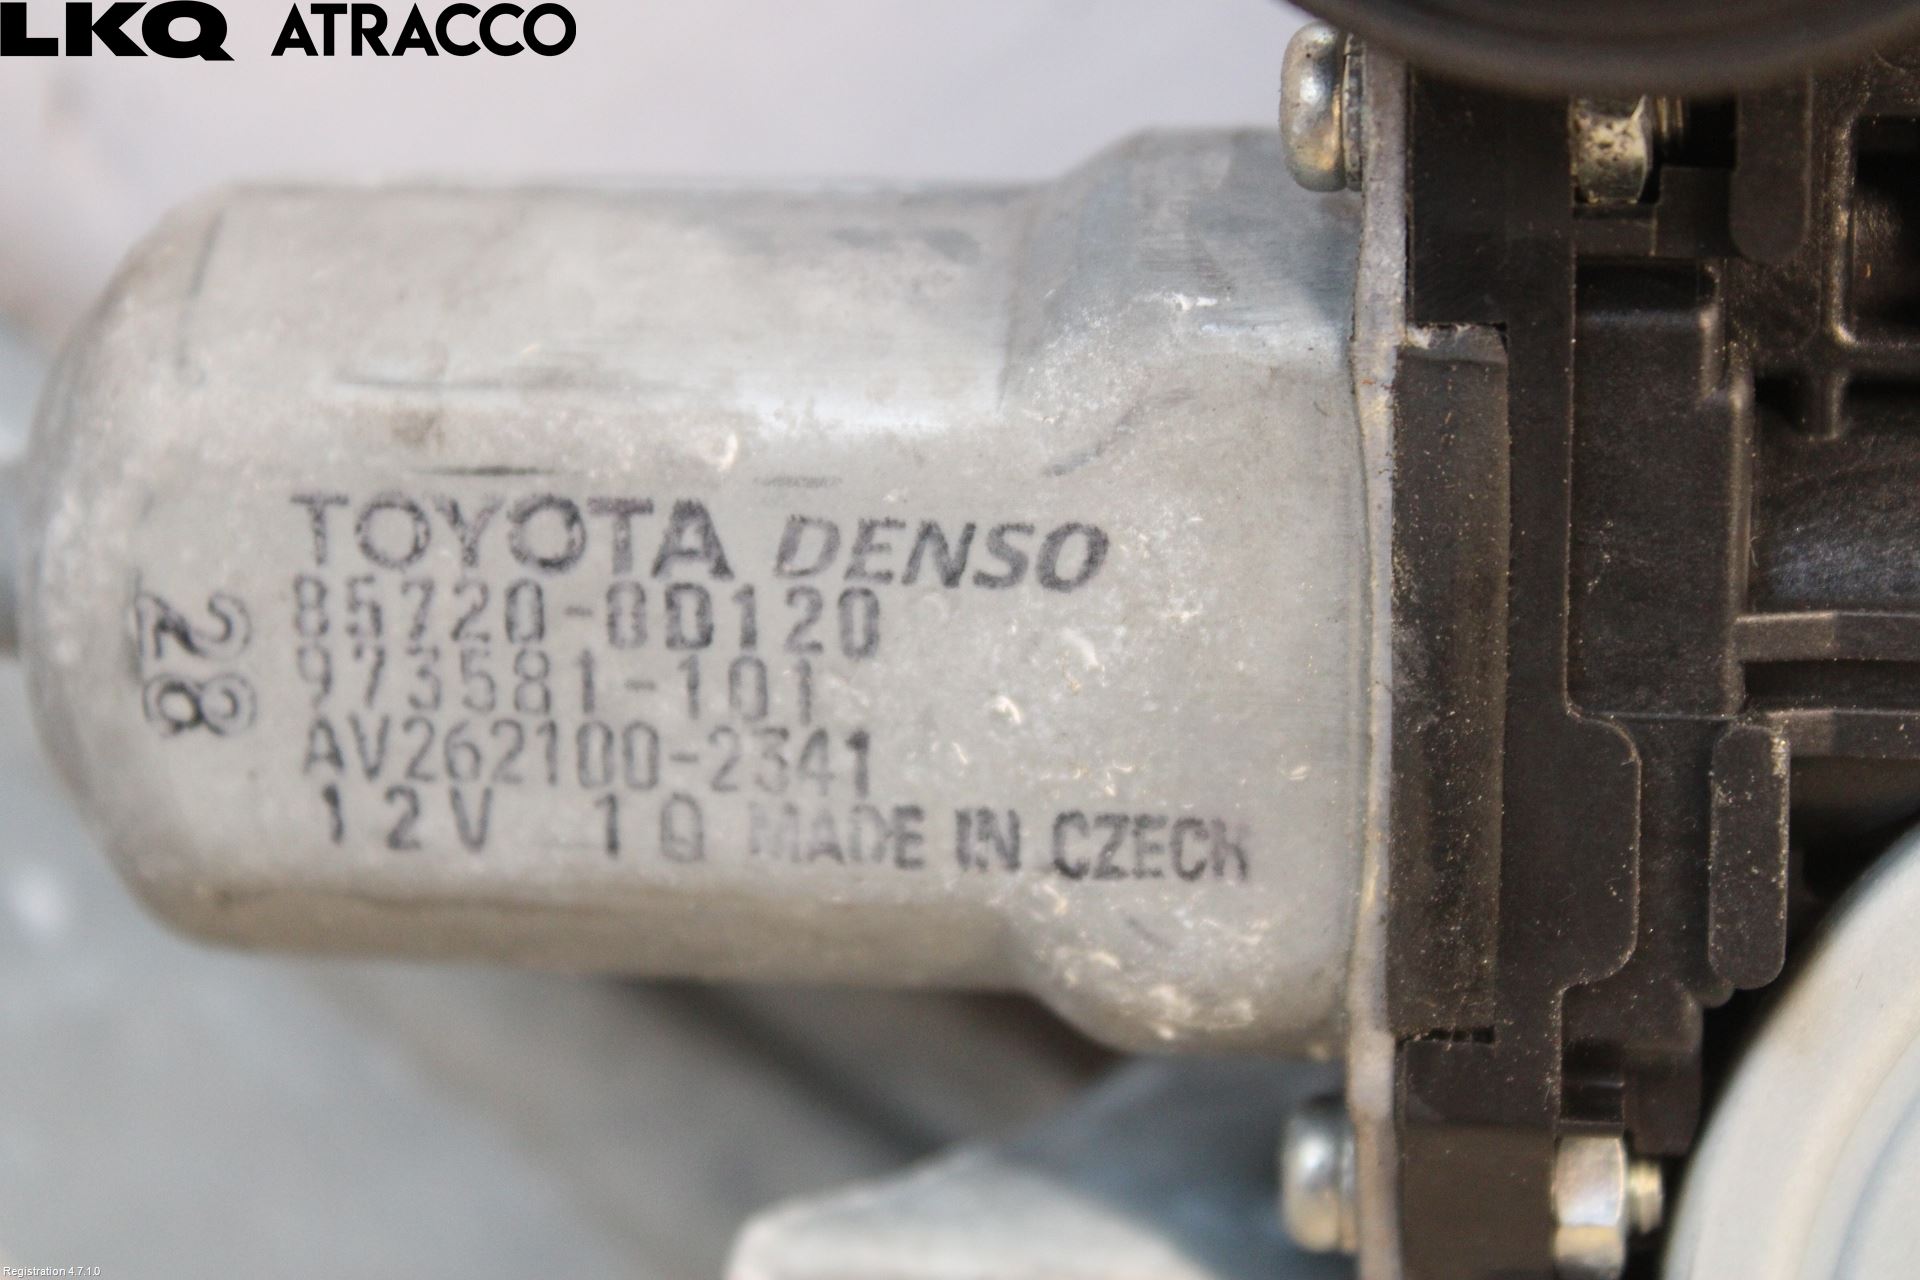 LKQ ATRACCO
TOYOTA DENSO
85720-0D120
973581-101
AV262100-2341
12V 1Q MADE IN CZECH
28
Registration 4.7.1.0